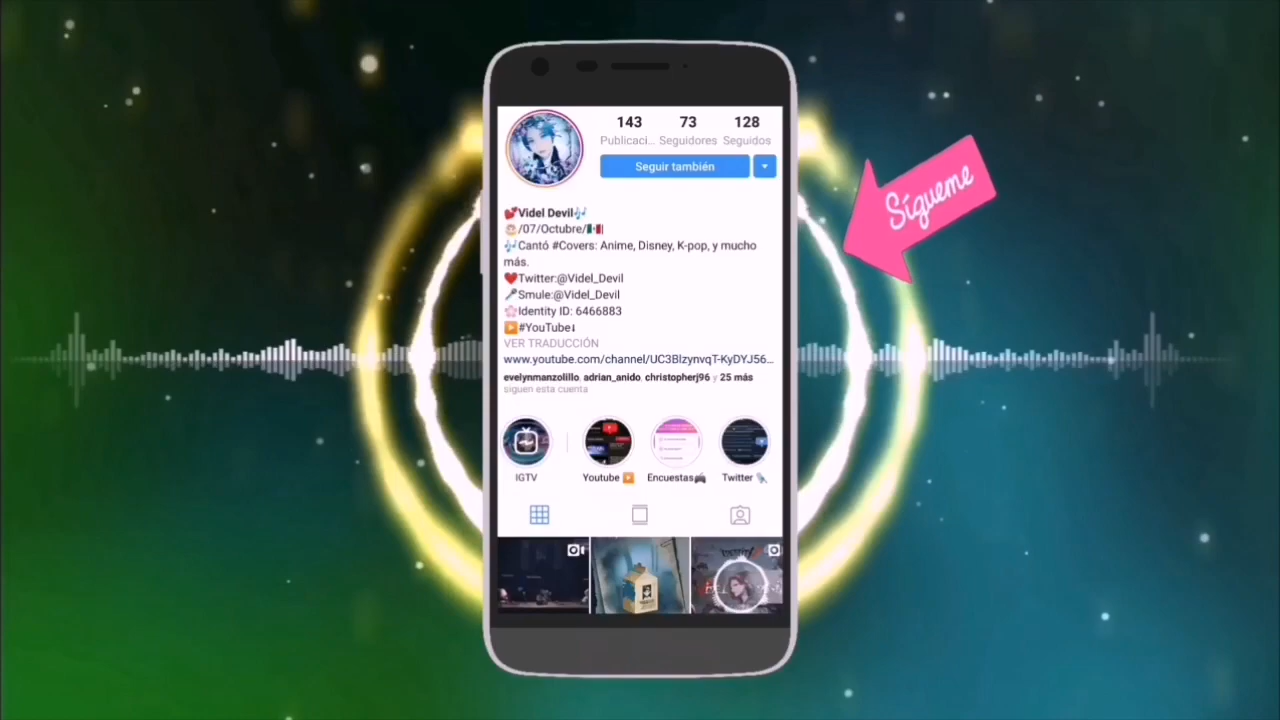 143 73 128
Publicaci... Seguidores Seguidos
Seguir también
Sígueme
💕Videl Devil🎶
🎂/07/Octubre/🇲🇽
🎶Cantó #Covers: Anime, Disney, K-pop, y mucho
más.
❤️Twitter:@Videl_Devil
🎤Smule:@Videl_Devil
🌸Identity ID: 6466883
▶️#YouTube⭣
VER TRADUCCIÓN
www.youtube.com/channel/UC3BlzynvqT-KyDYJ56...
evelynmanzolillo, adrian_anido, christopherj96 y 25 más
siguen esta cuenta
IGTV Youtube ▶️ Encuestas🎮 Twitter